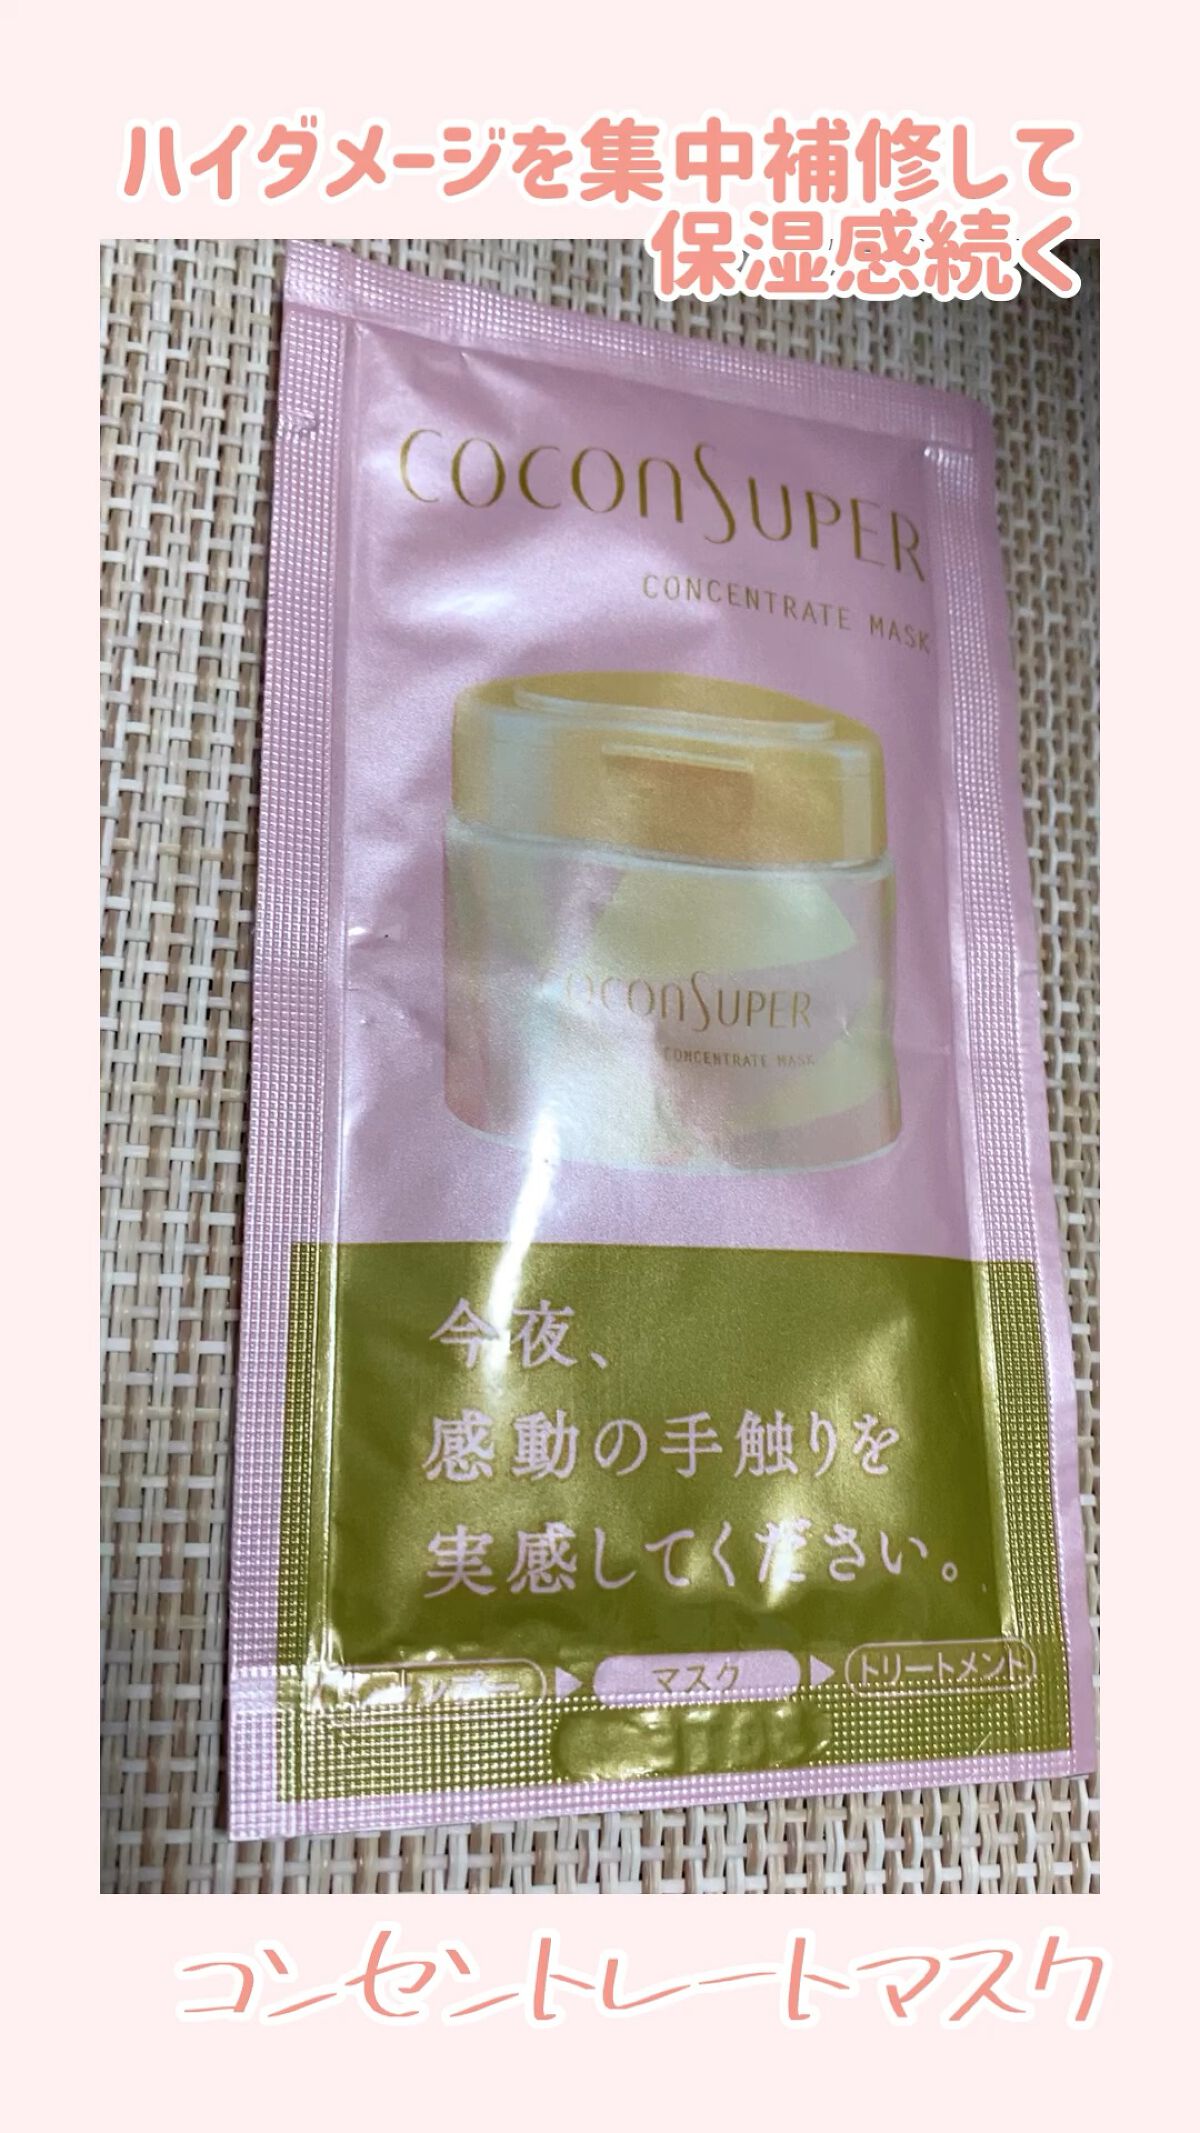 ハイダメージを集中補修して
保湿感続く
COCONSUPER
CONCENTRATE MASK
COCONSUPER
CONCENTRATE MASK
今夜、
感動の手触りを
実感してください。
マスク
トリートメント
コンセントレートマスク